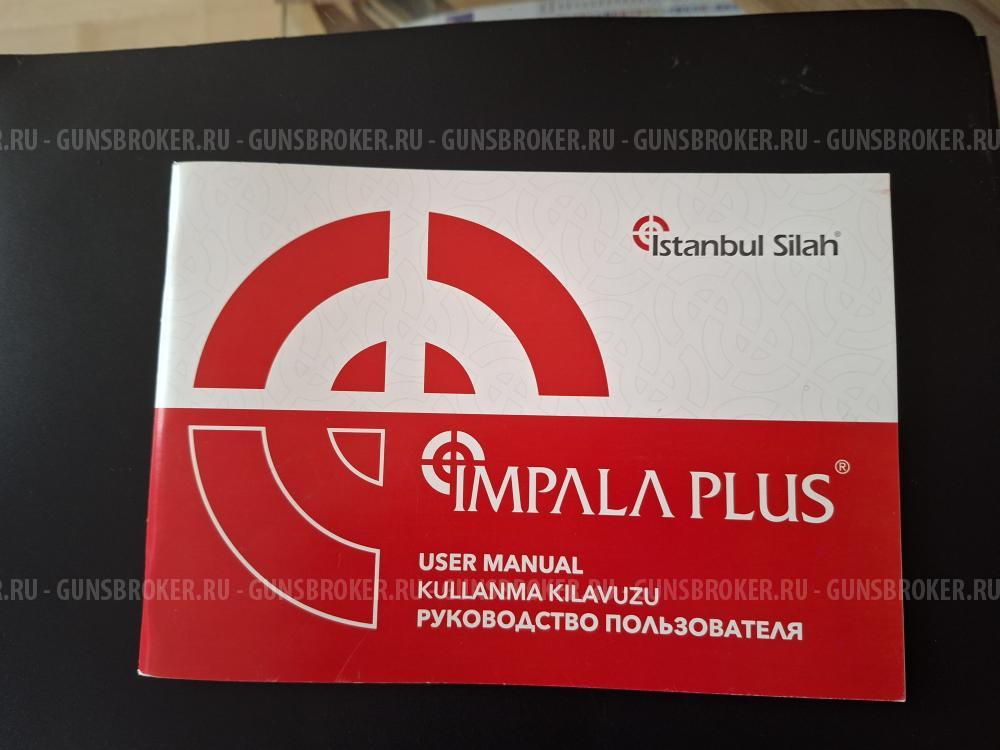 R.RU - GUNSBROKER.RU - GUNSBROKER.RU - GUNSBROKER.RU - GUNSBROKER.RU - GUNSBROKER.RU
Istanbul Silah®
IMPALA PLUS®
USER MANUAL
KULLANMA KILAVUZU
R.RU - GUNSBROKER.RU - GUNSBROKER.RU - GUNSBROKER.RU - GUNSBROKER.RU - GUNSBROKER.RU
РУКОВОДСТВО ПОЛЬЗОВАТЕЛЯ